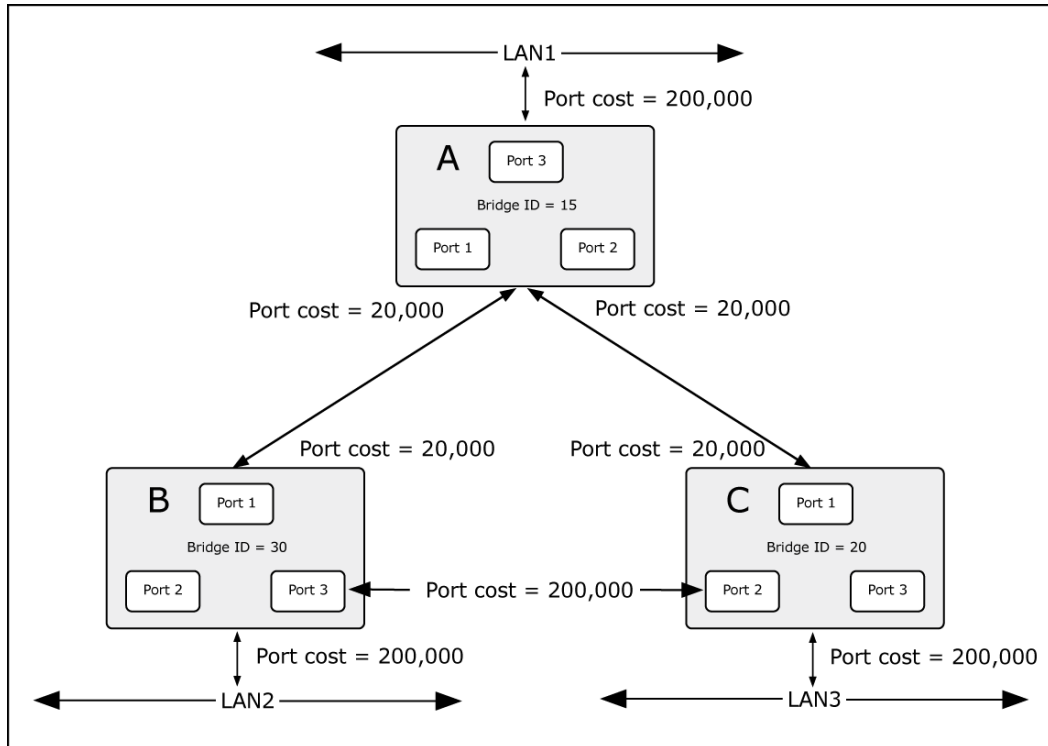 LAN1
Port cost = 200,000
A
Port 3
Bridge ID = 15
Port 1
Port 2
Port cost = 20,000
Port cost = 20,000
Port cost = 20,000
Port cost = 20,000
B
Port 1
Bridge ID = 30
Port 2
Port 3
C
Port 1
Bridge ID = 20
Port 2
Port 3
Port cost = 200,000
Port cost = 200,000
Port cost = 200,000
LAN2
LAN3